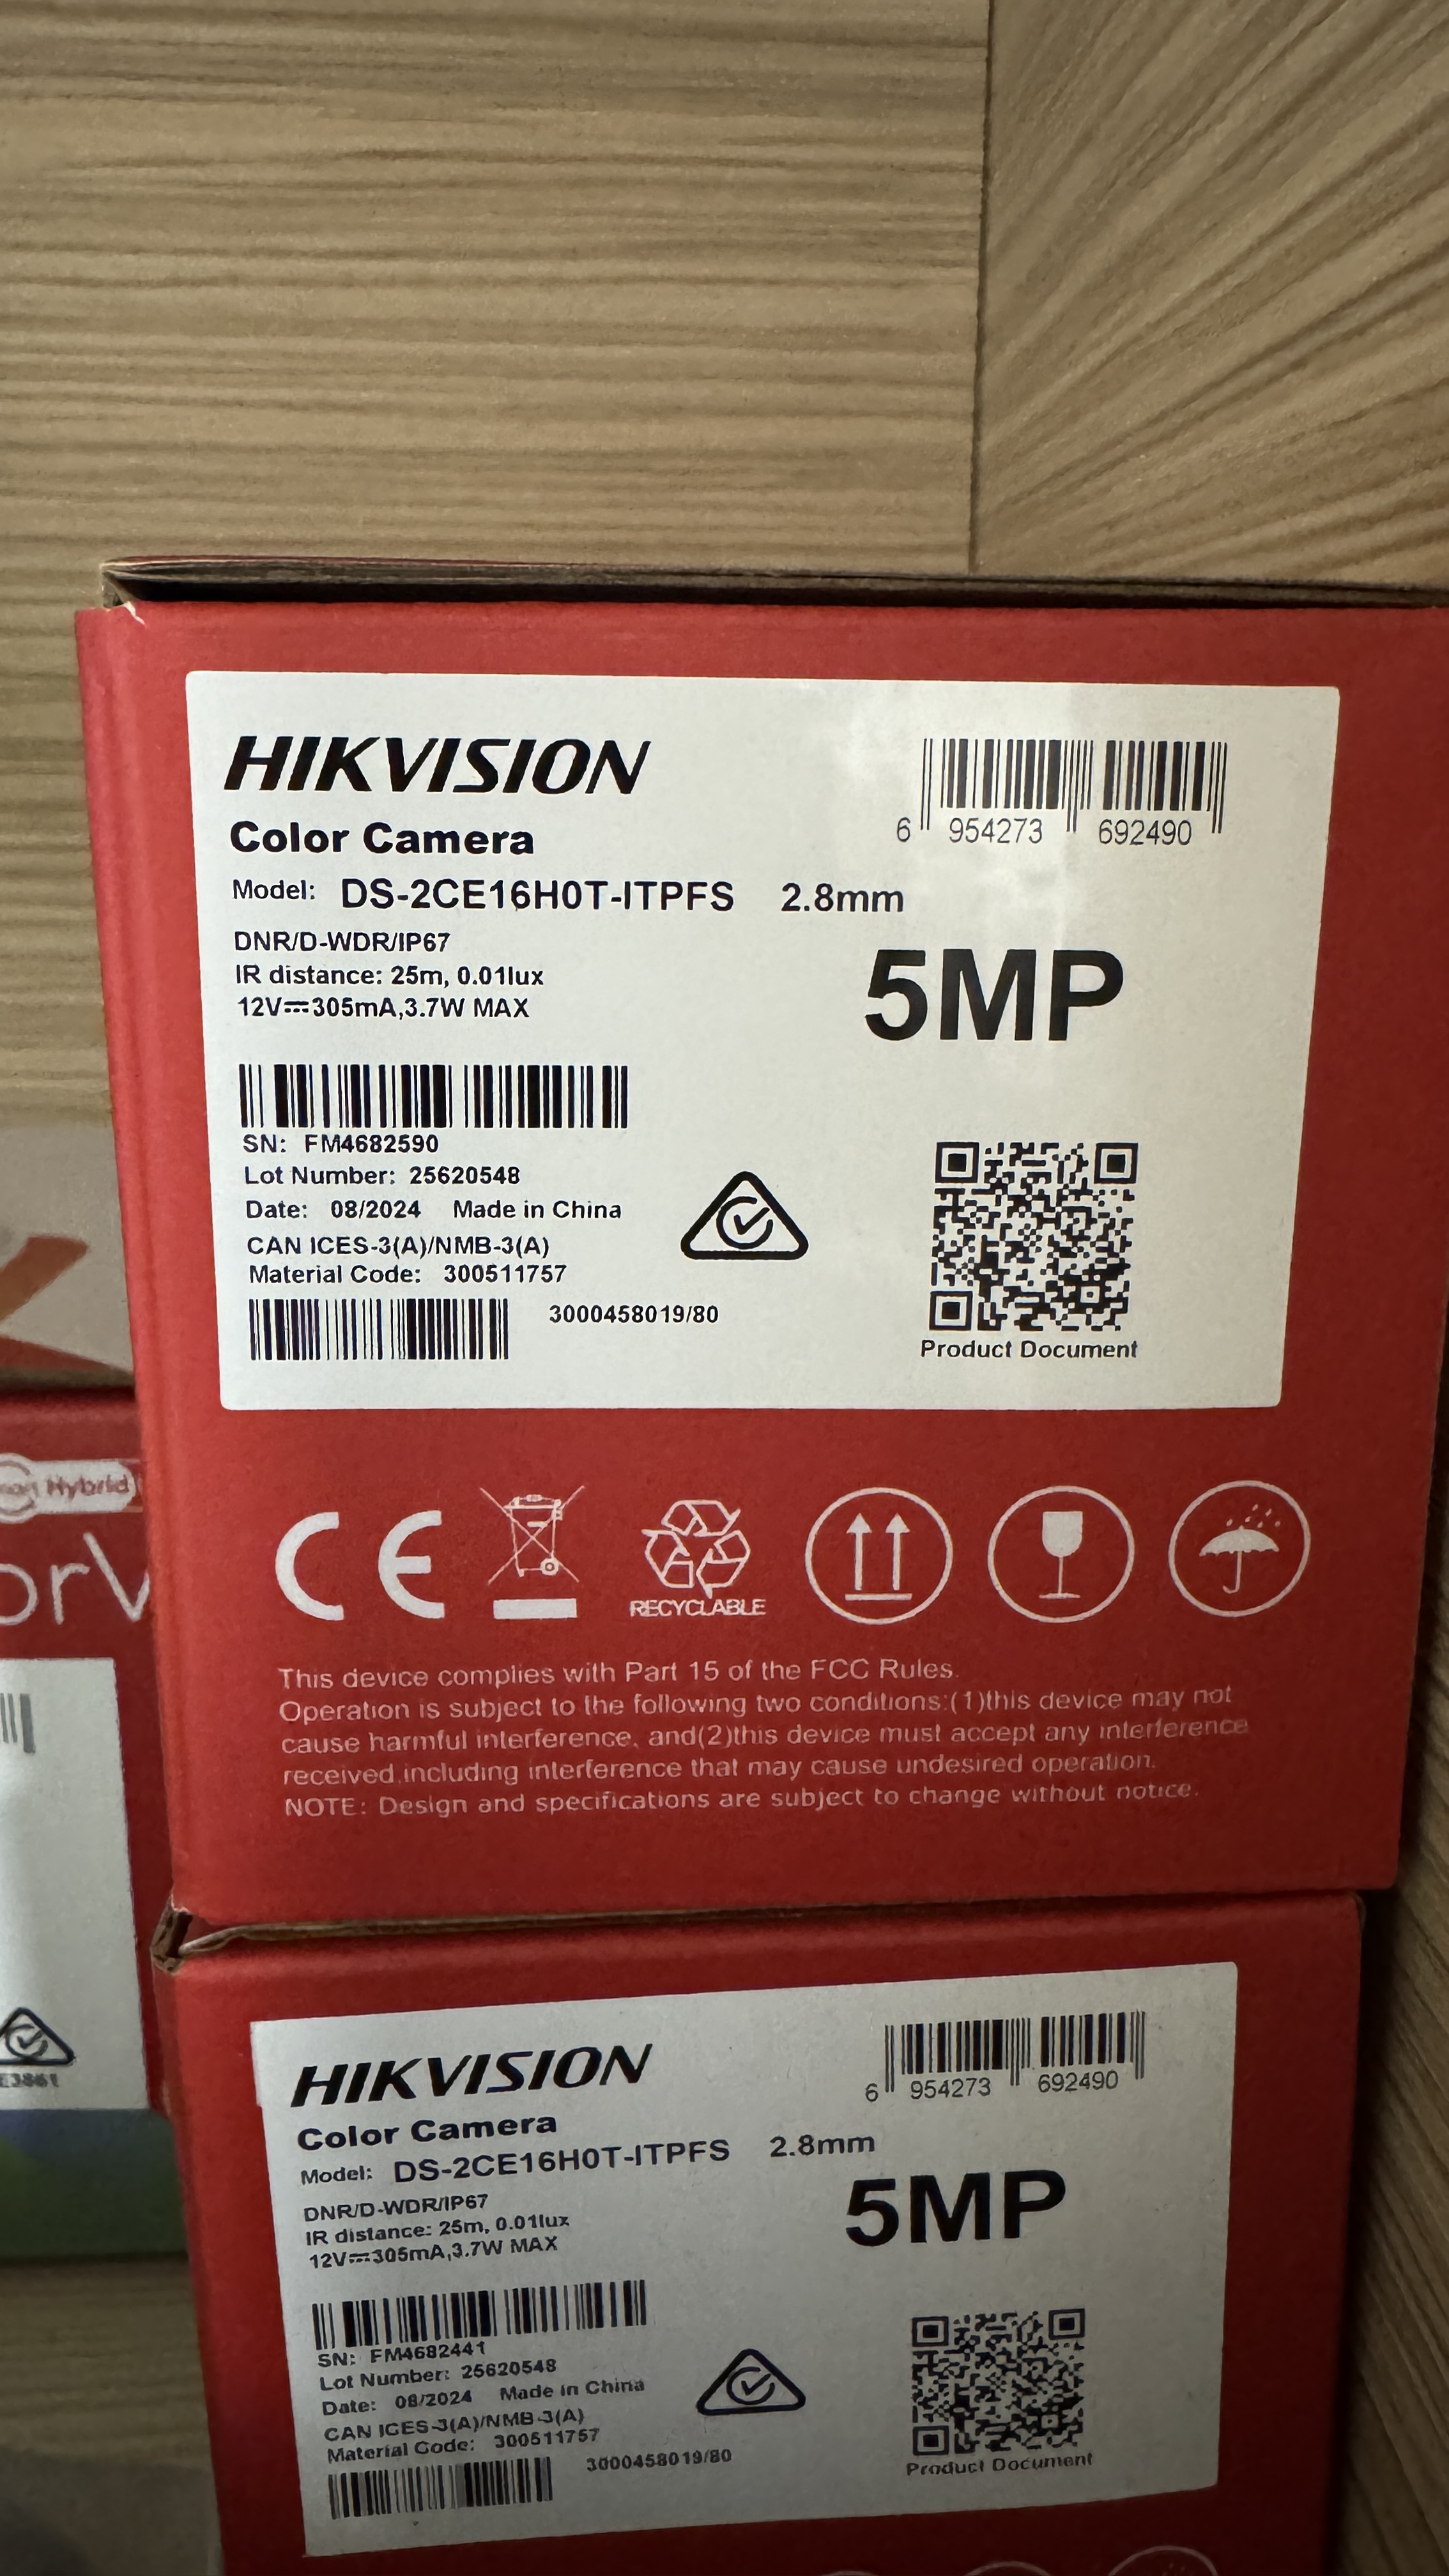 HIKVISION
Color Camera
Model: DS-2CE16H0T-ITPFS 2.8mm
DNR/D-WDR/IP67
IR distance: 25m, 0.01lux
12V⎓305mA,3.7W MAX
6 954273 692490
5MP
SN: FM4682590
Lot Number: 25620548
Date: 08/2024 Made in China
CAN ICES-3(A)/NMB-3(A)
Material Code: 300511757
3000458019/80
Product Document
CE
RECYCLABLE
This device complies with Part 15 of the FCC Rules.
Operation is subject to the following two conditions:(1)this device may not
cause harmful interference, and(2)this device must accept any interference
received,including interference that may cause undesired operation.
NOTE: Design and specifications are subject to change without notice.
Hybrid
orV
HIKVISION
Color Camera
Model: DS-2CE16H0T-ITPFS 2.8mm
DNR/D-WDR/IP67
IR distance: 25m, 0.01lux
12V⎓305mA,3.7W MAX
6 954273 692490
5MP
SN: FM4682441
Lot Number: 25620548
Date: 08/2024 Made in China
CAN ICES-3(A)/NMB-3(A)
Material Code: 300511757
3000458019/80
Product Document